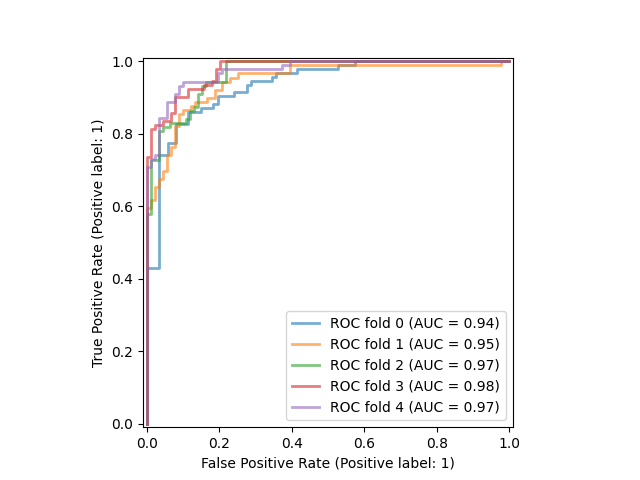 1.0
0.8
0.6
0.4
0.2
0.0
True Positive Rate (Positive label: 1)
ROC fold 0 (AUC = 0.94)
ROC fold 1 (AUC = 0.95)
ROC fold 2 (AUC = 0.97)
ROC fold 3 (AUC = 0.98)
ROC fold 4 (AUC = 0.97)
0.0 0.2 0.4 0.6 0.8 1.0
False Positive Rate (Positive label: 1)